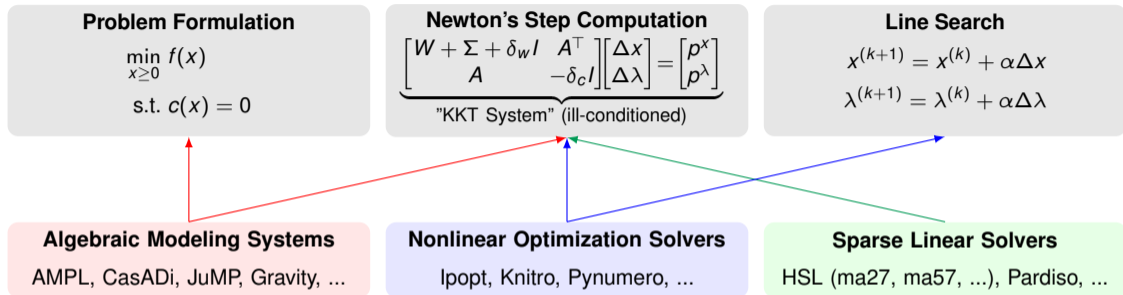 Problem Formulation
min f(x)
x≥0
s.t. c(x) = 0
Newton's Step Computation
[W + Σ + δ_w I  A^⊤] [Δx] = [p^x]
[A  −δ_c I] [Δλ] [p^λ]
"KKT System" (ill-conditioned)
Line Search
x^(k+1) = x^(k) + αΔx
λ^(k+1) = λ^(k) + αΔλ
Algebraic Modeling Systems
AMPL, CasADi, JuMP, Gravity, ...
Nonlinear Optimization Solvers
Ipopt, Knitro, Pynumero, ...
Sparse Linear Solvers
HSL (ma27, ma57, ...), Pardiso, ...